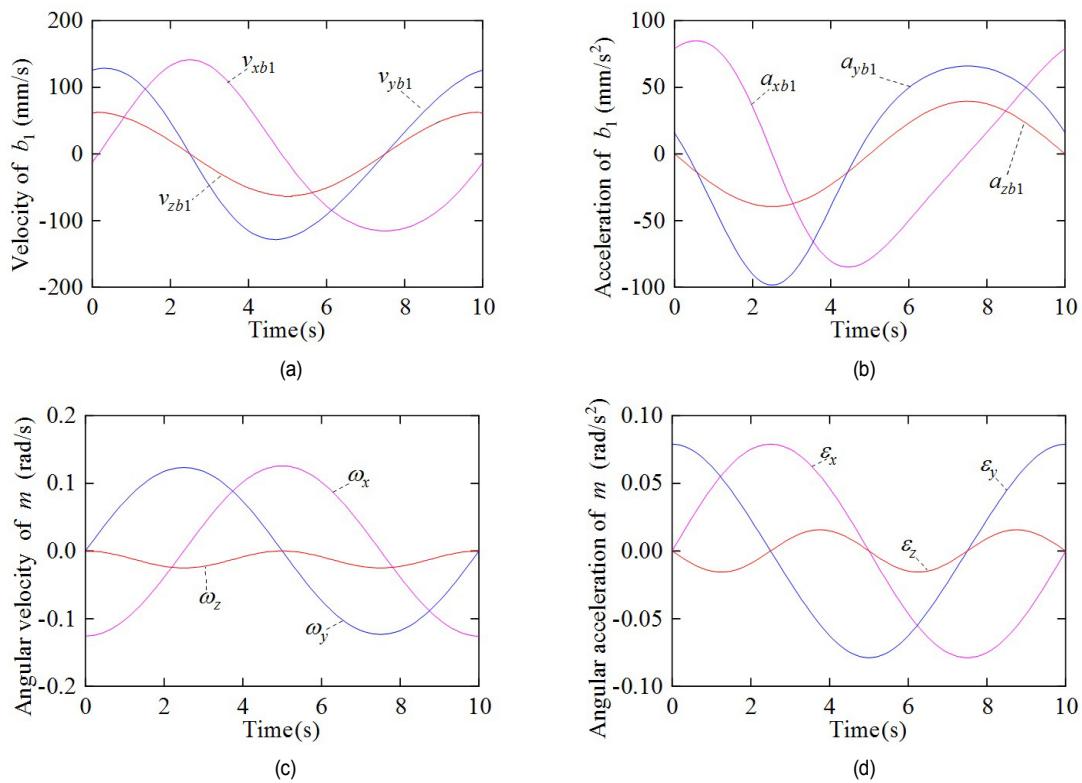 Velocity of b₁ (mm/s)
200
100
0
-100
-200
vxb1
vyb1
vzb1
0 2 4 6 8 10
Time(s)
(a)
Acceleration of b₁ (mm/s²)
100
50
0
-50
-100
axb1
ayb1
azb1
0 2 4 6 8 10
Time(s)
(b)
Angular velocity of m (rad/s)
0.2
0.1
0.0
-0.1
-0.2
ωx
ωz
ωy
0 2 4 6 8 10
Time(s)
(c)
Angular acceleration of m (rad/s²)
0.10
0.05
0.00
-0.05
-0.10
εx
εy
εz
0 2 4 6 8 10
Time(s)
(d)